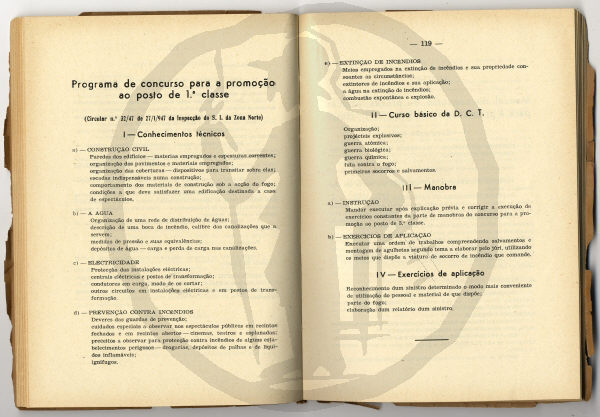 Programa de concurso para a promoção
ao posto de 1.ª classe
(Circular n.º 32/47 de 27/1/947 da Inspecção do S. I. da Zona Norte)
I — Conhecimentos técnicos
a) — CONSTRUÇÃO CIVIL
Paredes dos edifícios — materias empregados e espessuras correntes;
organização dos pavimentos e materiais empregados;
organização das coberturas — dispositivos para transitar sobre elas;
escadas indispensáveis numa construção;
comportamento dos materiais de construção sob a acção do fogo;
condições a que deve satisfazer uma edificação destinada a casa
de espectáculos.
b) — A ÁGUA
Organização de uma rede de distribuição de águas;
descrição de uma boca de incêndio, calibre das canalizações que a
servem;
medidas de pressão e suas equivalências;
depósitos de água — carga e perda de carga nas canalizações.
c) — ELECTRICIDADE
Protecção das instalações eléctricas;
centrais eléctricas e postos de transformação;
condutores em carga, modo de os cortar;
outros circuitos em instalações eléctricas e em postos de trans-
formação.
d) — PREVENÇÃO CONTRA INCÊNDIOS
Deveres dos guardas de prevenção;
cuidados especiais a observar nos espectáculos públicos em recintos
fechados e em recintos abertos — cinemas, teatros e esplanadas;
preceitos a observar para protecção contra incêndios de alguns esta-
belecimentos perigosos — drogarias, depósitos de palhas e de líqui-
dos inflamáveis;
ignífugos.
— 119 —
e) — EXTINÇÃO DE INCÊNDIOS
Meios empregados na extinção de incêndios e sua propriedade con-
soantes as circunstâncias;
extintores de incêndios e sua aplicação;
a água na extinção de incêndios;
combustão espontânea e explosão.
II — Curso básico da D. C. T.
Organização;
projécteis explosivos;
guerra atómica;
guerra biológica;
guerra química;
luta contra o fogo;
primeiros socorros e salvamentos.
III — Manobra
a) — INSTRUÇÃO
Mandar executar após explicação prévia e corrigir a execução de
exercícios constantes da parte de manobras do concurso para a pro-
moção ao posto de 3.ª classe.
b) — EXERCÍCIOS DE APLICAÇÃO
Executar uma ordem de trabalhos compreendendo salvamentos e
montagem de agulhetas segundo tema a elaborar pelo júri, utilizando
os meios que dispõe a viatura de socorro de incêndio que comande.
IV — Exercícios de aplicação
Reconhecimento dum sinistro determinando o modo mais conveniente
de utilização do pessoal e material de que dispõe;
parte do fogo;
elaboração dum relatório dum sinistro.